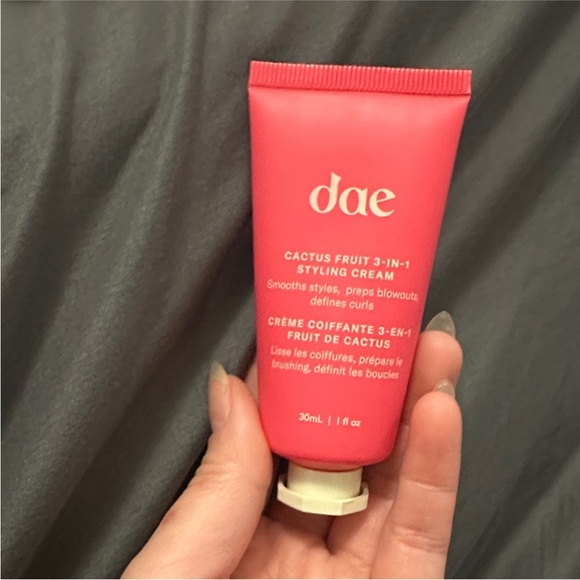 dae
CACTUS FRUIT 3-IN-1
STYLING CREAM
Smooths styles, preps blowouts,
defines curls
CRÈME COIFFANTE 3-EN-1
FRUIT DE CACTUS
Lisse les coiffures, prépare le
brushing, définit les boucles
30mL | 1 fl oz